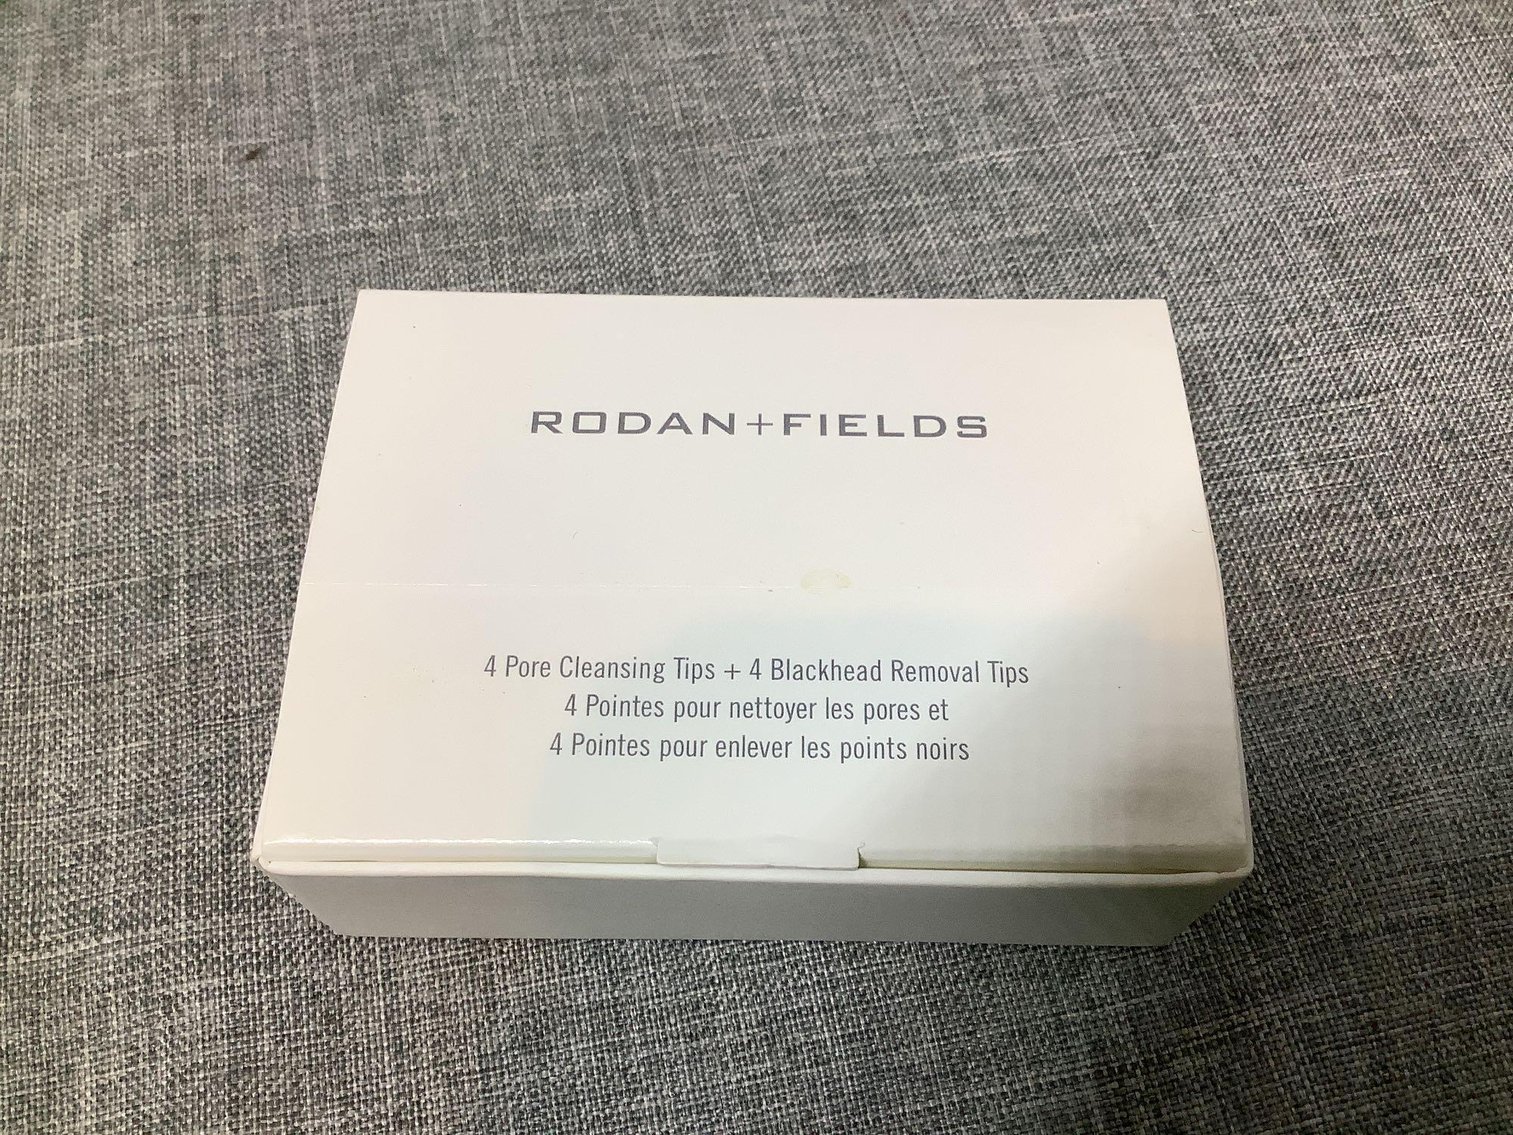 RODAN+FIELDS
4 Pore Cleansing Tips + 4 Blackhead Removal Tips
4 Pointes pour nettoyer les pores et
4 Pointes pour enlever les points noirs